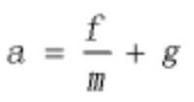 a = f/m + g